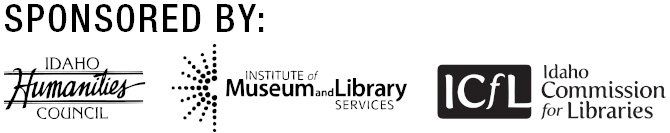 SPONSORED BY:
IDAHO
Humanities
COUNCIL
INSTITUTE of
Museum and Library
SERVICES
ICfL
Idaho
Commission
for Libraries